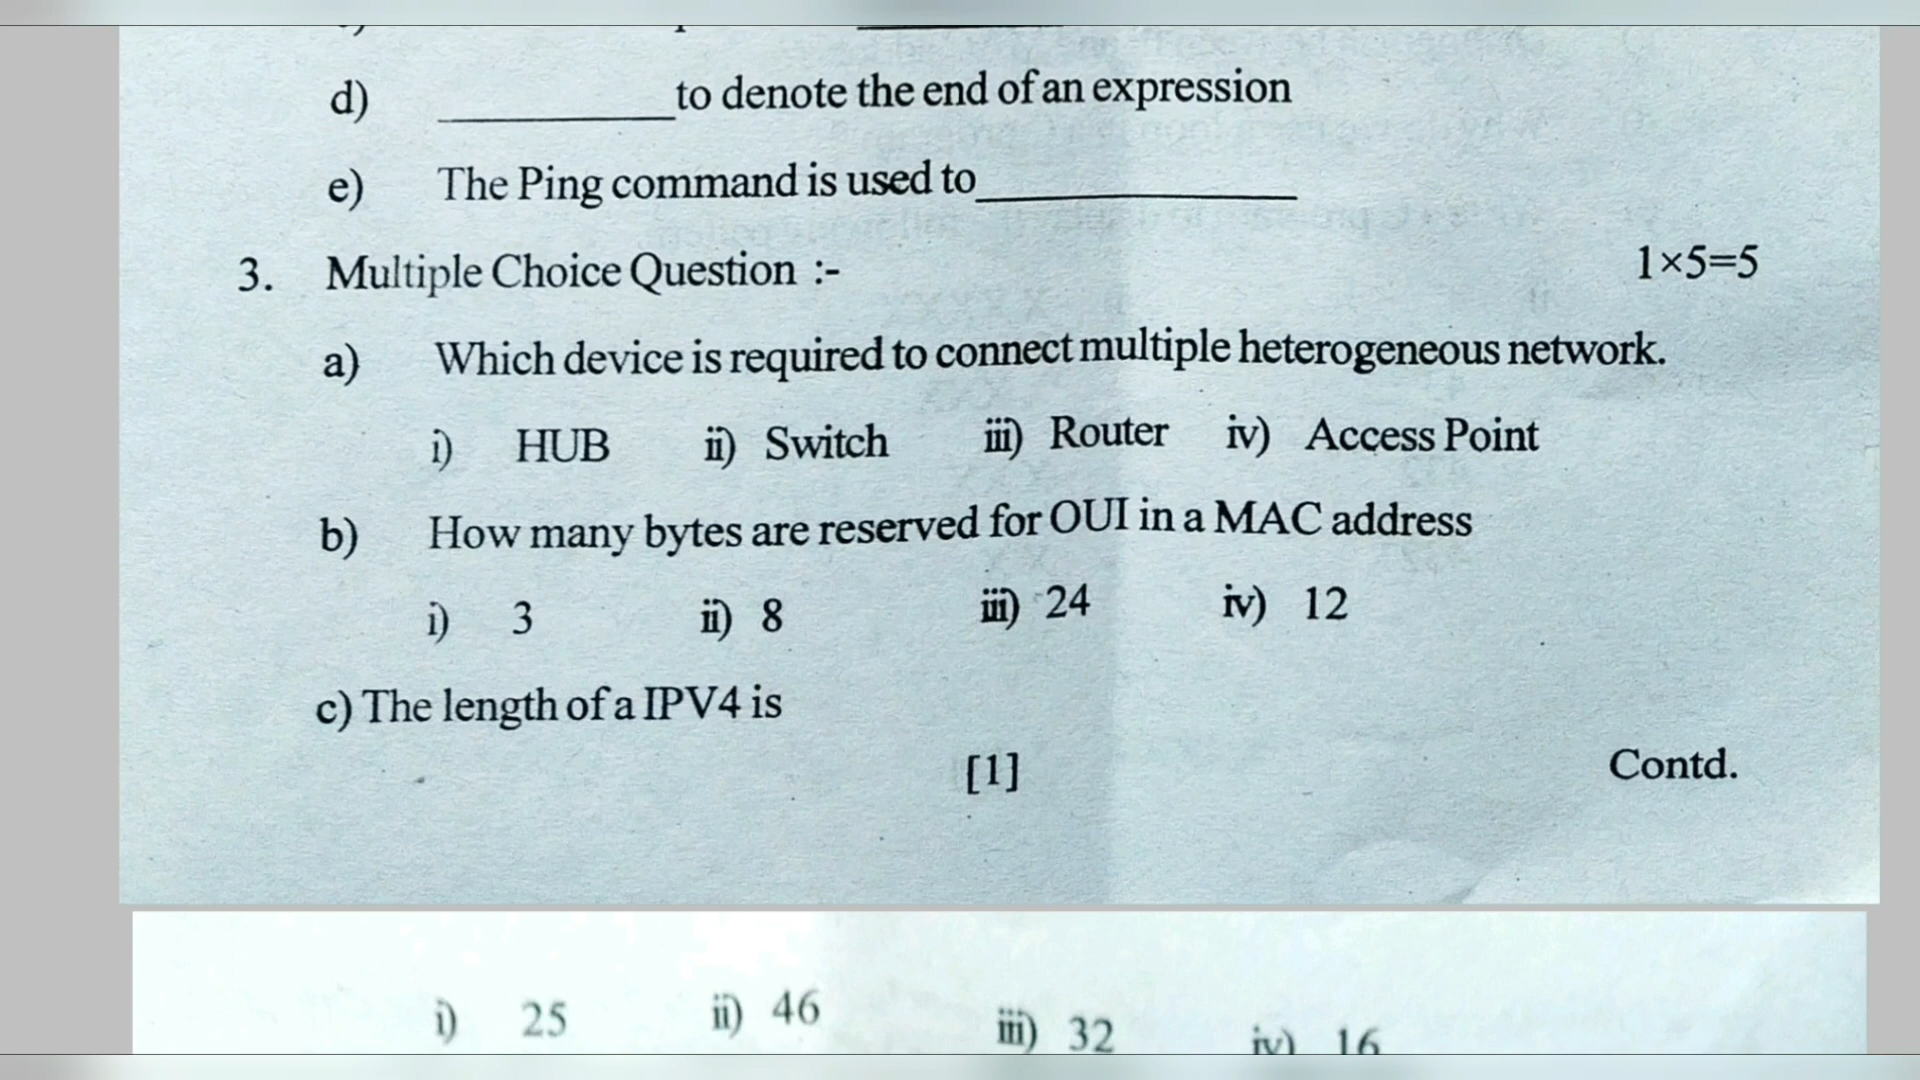 d) ____________ to denote the end of an expression
e) The Ping command is used to________________
3. Multiple Choice Question :- 1×5=5
a) Which device is required to connect multiple heterogeneous network.
i) HUB ii) Switch iii) Router iv) Access Point
b) How many bytes are reserved for OUI in a MAC address
i) 3 ii) 8 iii) 24 iv) 12
c) The length of a IPV4 is
[1] Contd.
i) 25 ii) 46 iii) 32 iv) 16